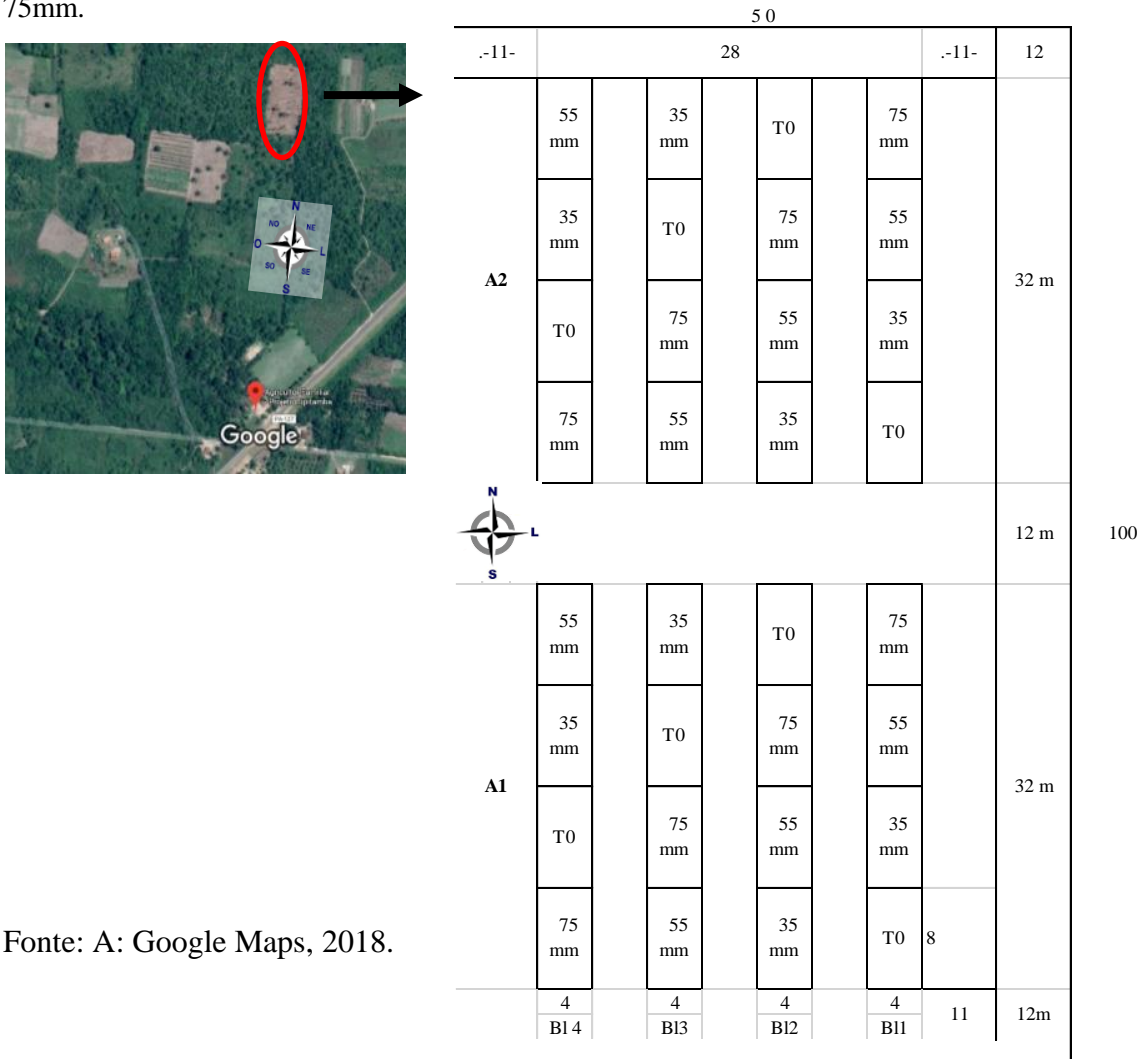 75mm.
5 0
.-11- 28 .-11- 12
55 mm 35 mm T0 75 mm
35 mm T0 75 mm 55 mm
A2 32 m
T0 75 mm 55 mm 35 mm
75 mm 55 mm 35 mm T0
N
L
S
12 m 100
55 mm 35 mm T0 75 mm
35 mm T0 75 mm 55 mm
A1 32 m
T0 75 mm 55 mm 35 mm
75 mm 55 mm 35 mm T0 8
4 4 4 4 11 12m
Bl 4 Bl3 Bl2 Bl1
N
NO NE
O L
SO SE
S
Google
Fonte: A: Google Maps, 2018.